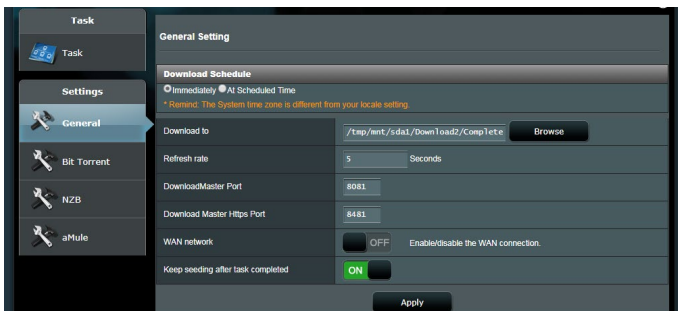 Task
Task
Settings
General
Bit Torrent
NZB
aMule
General Setting
Download Schedule
Immediately At Scheduled Time
* Remind: The System time zone is different from your locale setting.
Download to /tmp/mnt/sda1/Download2/Complete Browse
Refresh rate 5 Seconds
DownloadMaster Port 8081
Download Master Https Port 8481
WAN network OFF Enable/disable the WAN connection.
Keep seeding after task completed ON
Apply